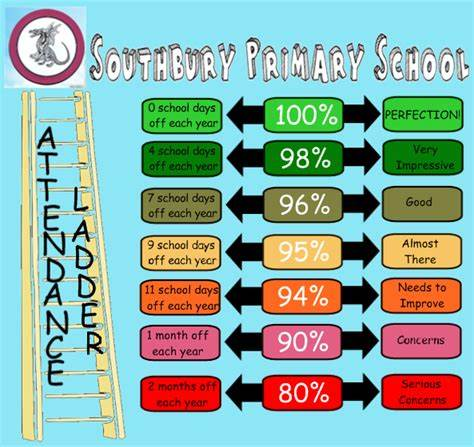 SOUTHBURY PRIMARY SCHOOL
ATTENDANCE
LADDER
0 school days
off each year
100%
PERFECTION!
4 school days
off each year
98%
Very
Impressive
7 school days
off each year
96%
Good
9 school days
off each year
95%
Almost
There
11 school days
off each year
94%
Needs to
Improve
1 month off
each year
90%
Concerns
2 months off
each year
80%
Serious
Concerns